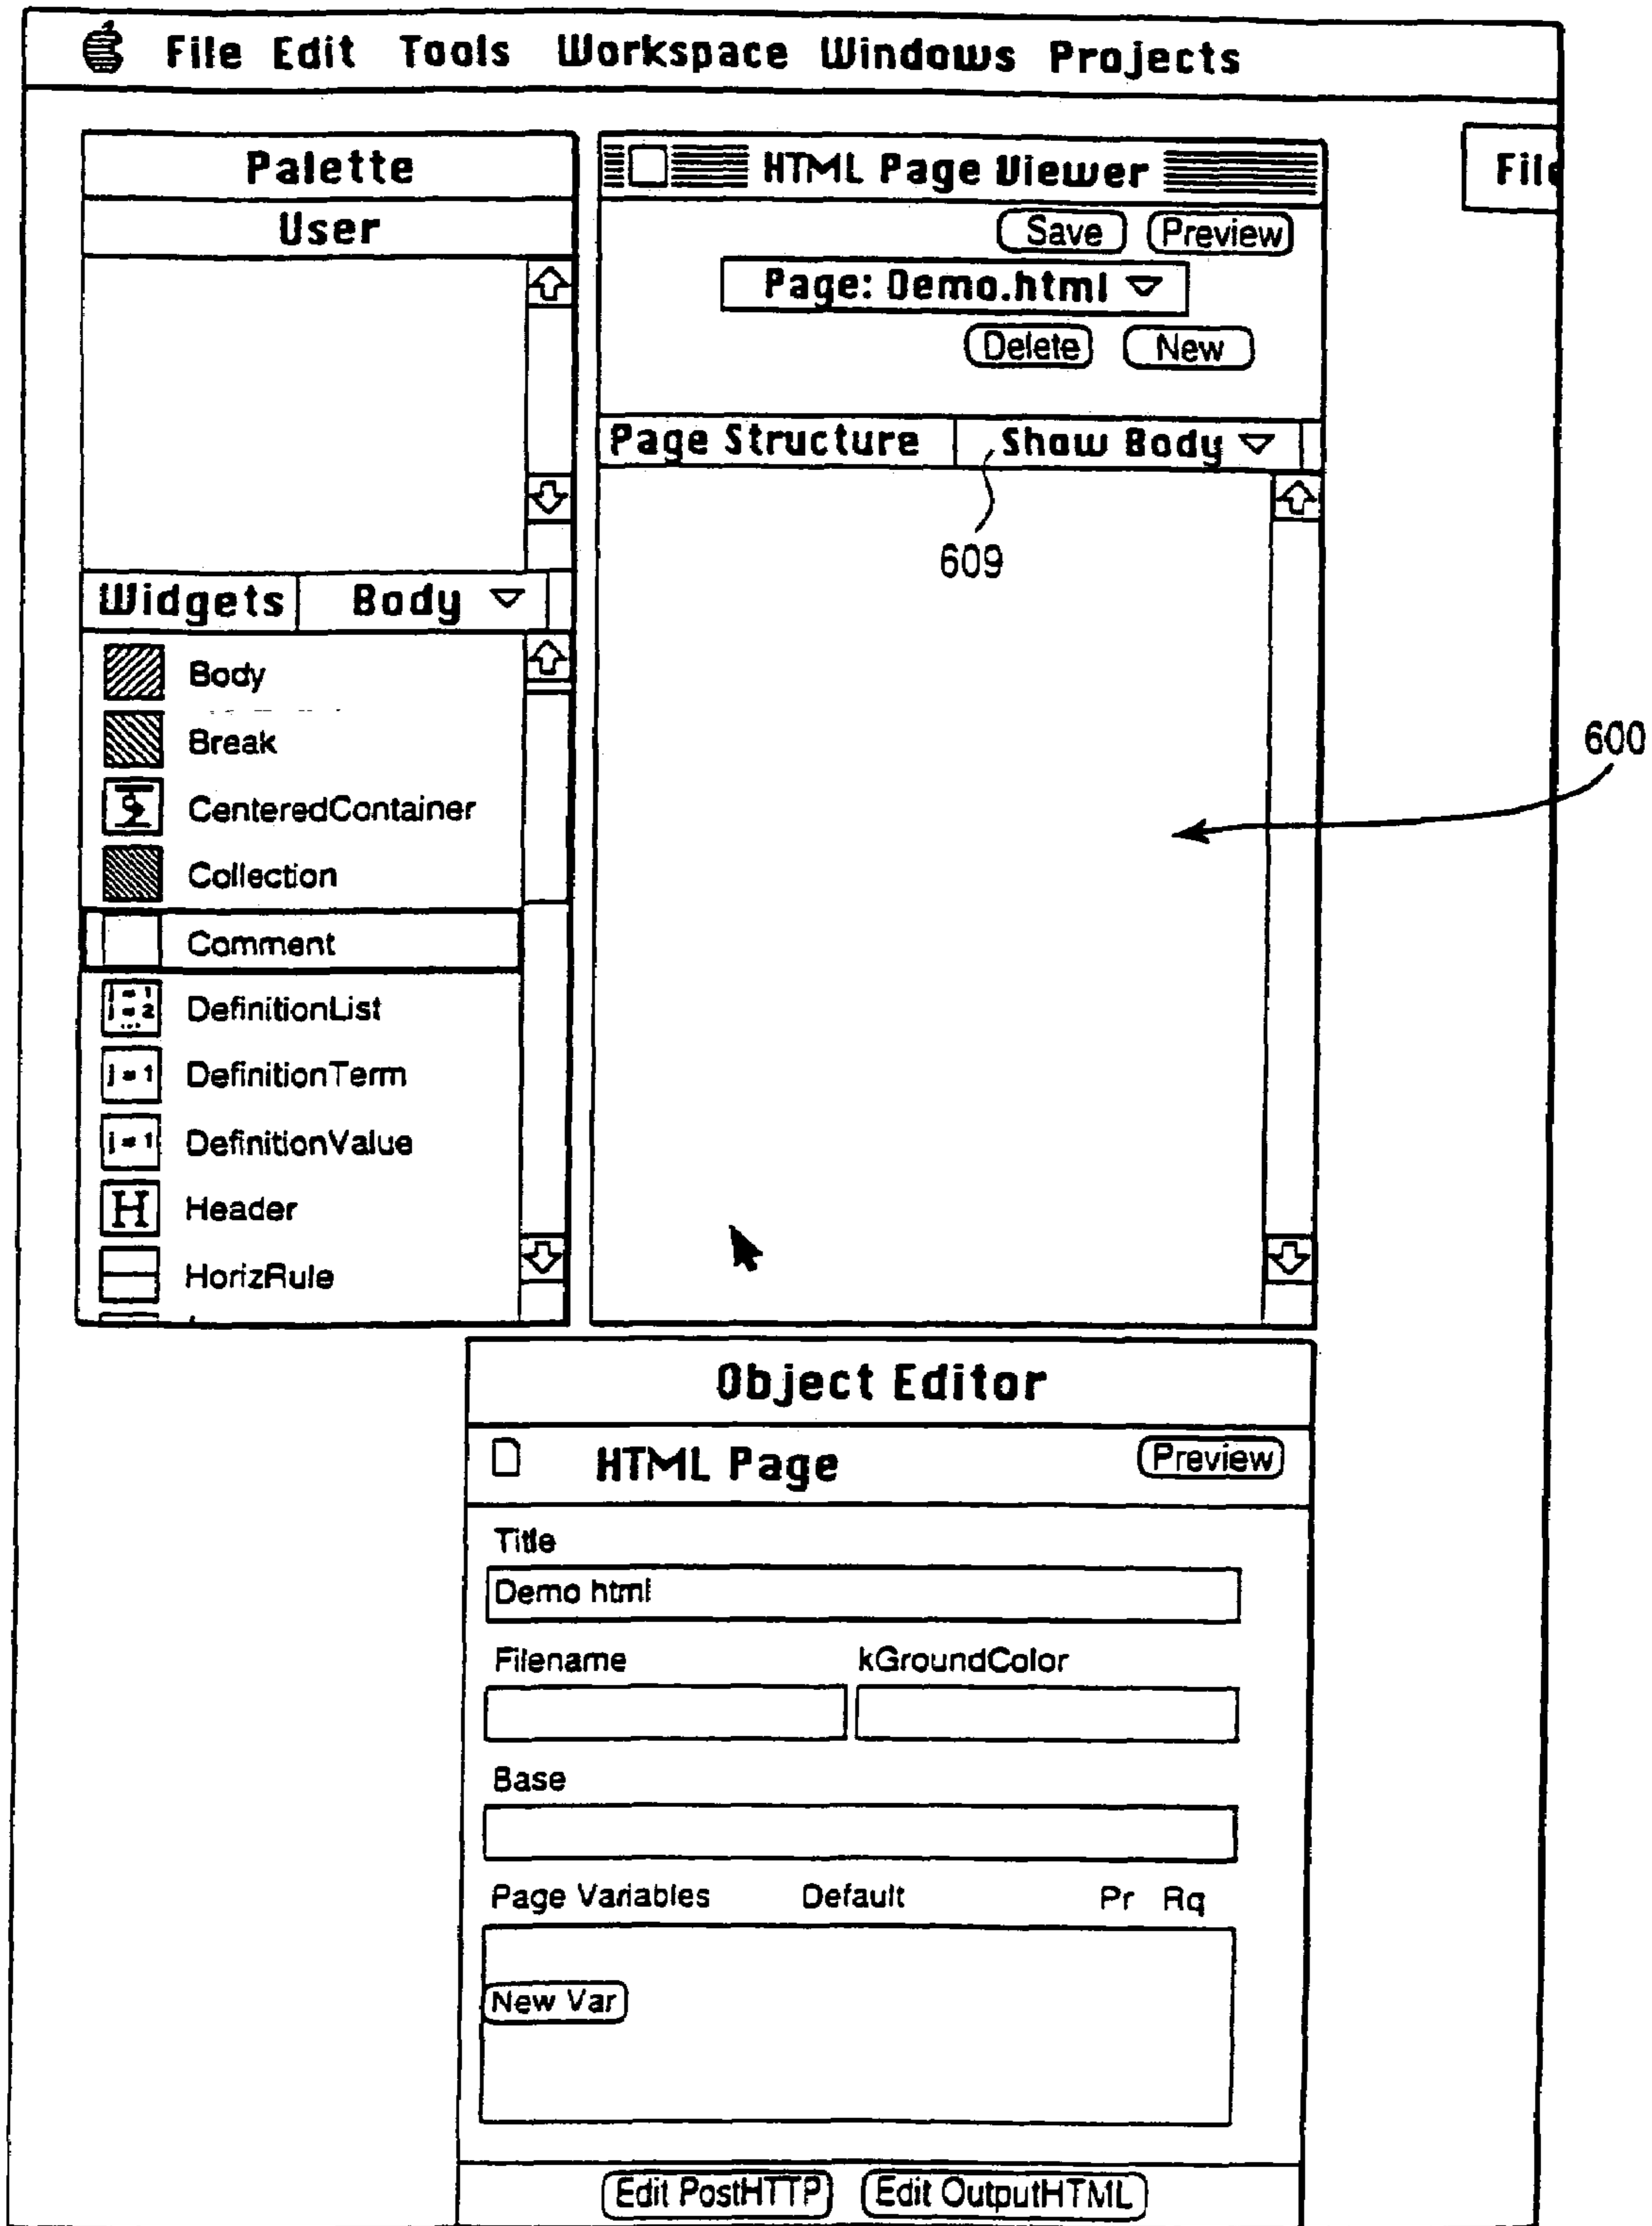 File Edit Tools Workspace Windows Projects
Palette
User
Widgets Body
Body
Break
CenteredContainer
Collection
Comment
DefinitionList
DefinitionTerm
DefinitionValue
Header
HorizRule
HTML Page Viewer
Save Preview
Page: Demo.html
Delete New
Page Structure Show Body
609
600
File
Object Editor
HTML Page Preview
Title
Demo html
Filename kGroundColor
Base
Page Variables Default Pr Rq
New Var
Edit PostHTTP Edit OutputHTML